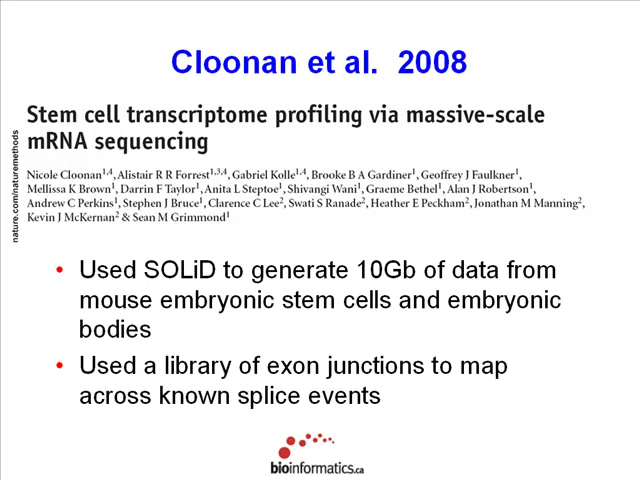 Cloonan et al.  2008
Stem cell transcriptome profiling via massive-scale
mRNA sequencing
nature.com/naturemethods
Nicole Cloonan1,4, Alistair R R Forrest1,3,4, Gabriel Kolle1,4, Brooke B A Gardiner1, Geoffrey J Faulkner1,
Mellissa K Brown1, Darrin F Taylor1, Anita L Steptoe1, Shivangi Wani1, Graeme Bethel1, Alan J Robertson1,
Andrew C Perkins1, Stephen J Bruce1, Clarence C Lee2, Swati S Ranade2, Heather E Peckham2, Jonathan M Manning2,
Kevin J McKernan2 & Sean M Grimmond1
• Used SOLiD to generate 10Gb of data from
mouse embryonic stem cells and embryonic
bodies
• Used a library of exon junctions to map
across known splice events
bioinformatics.ca